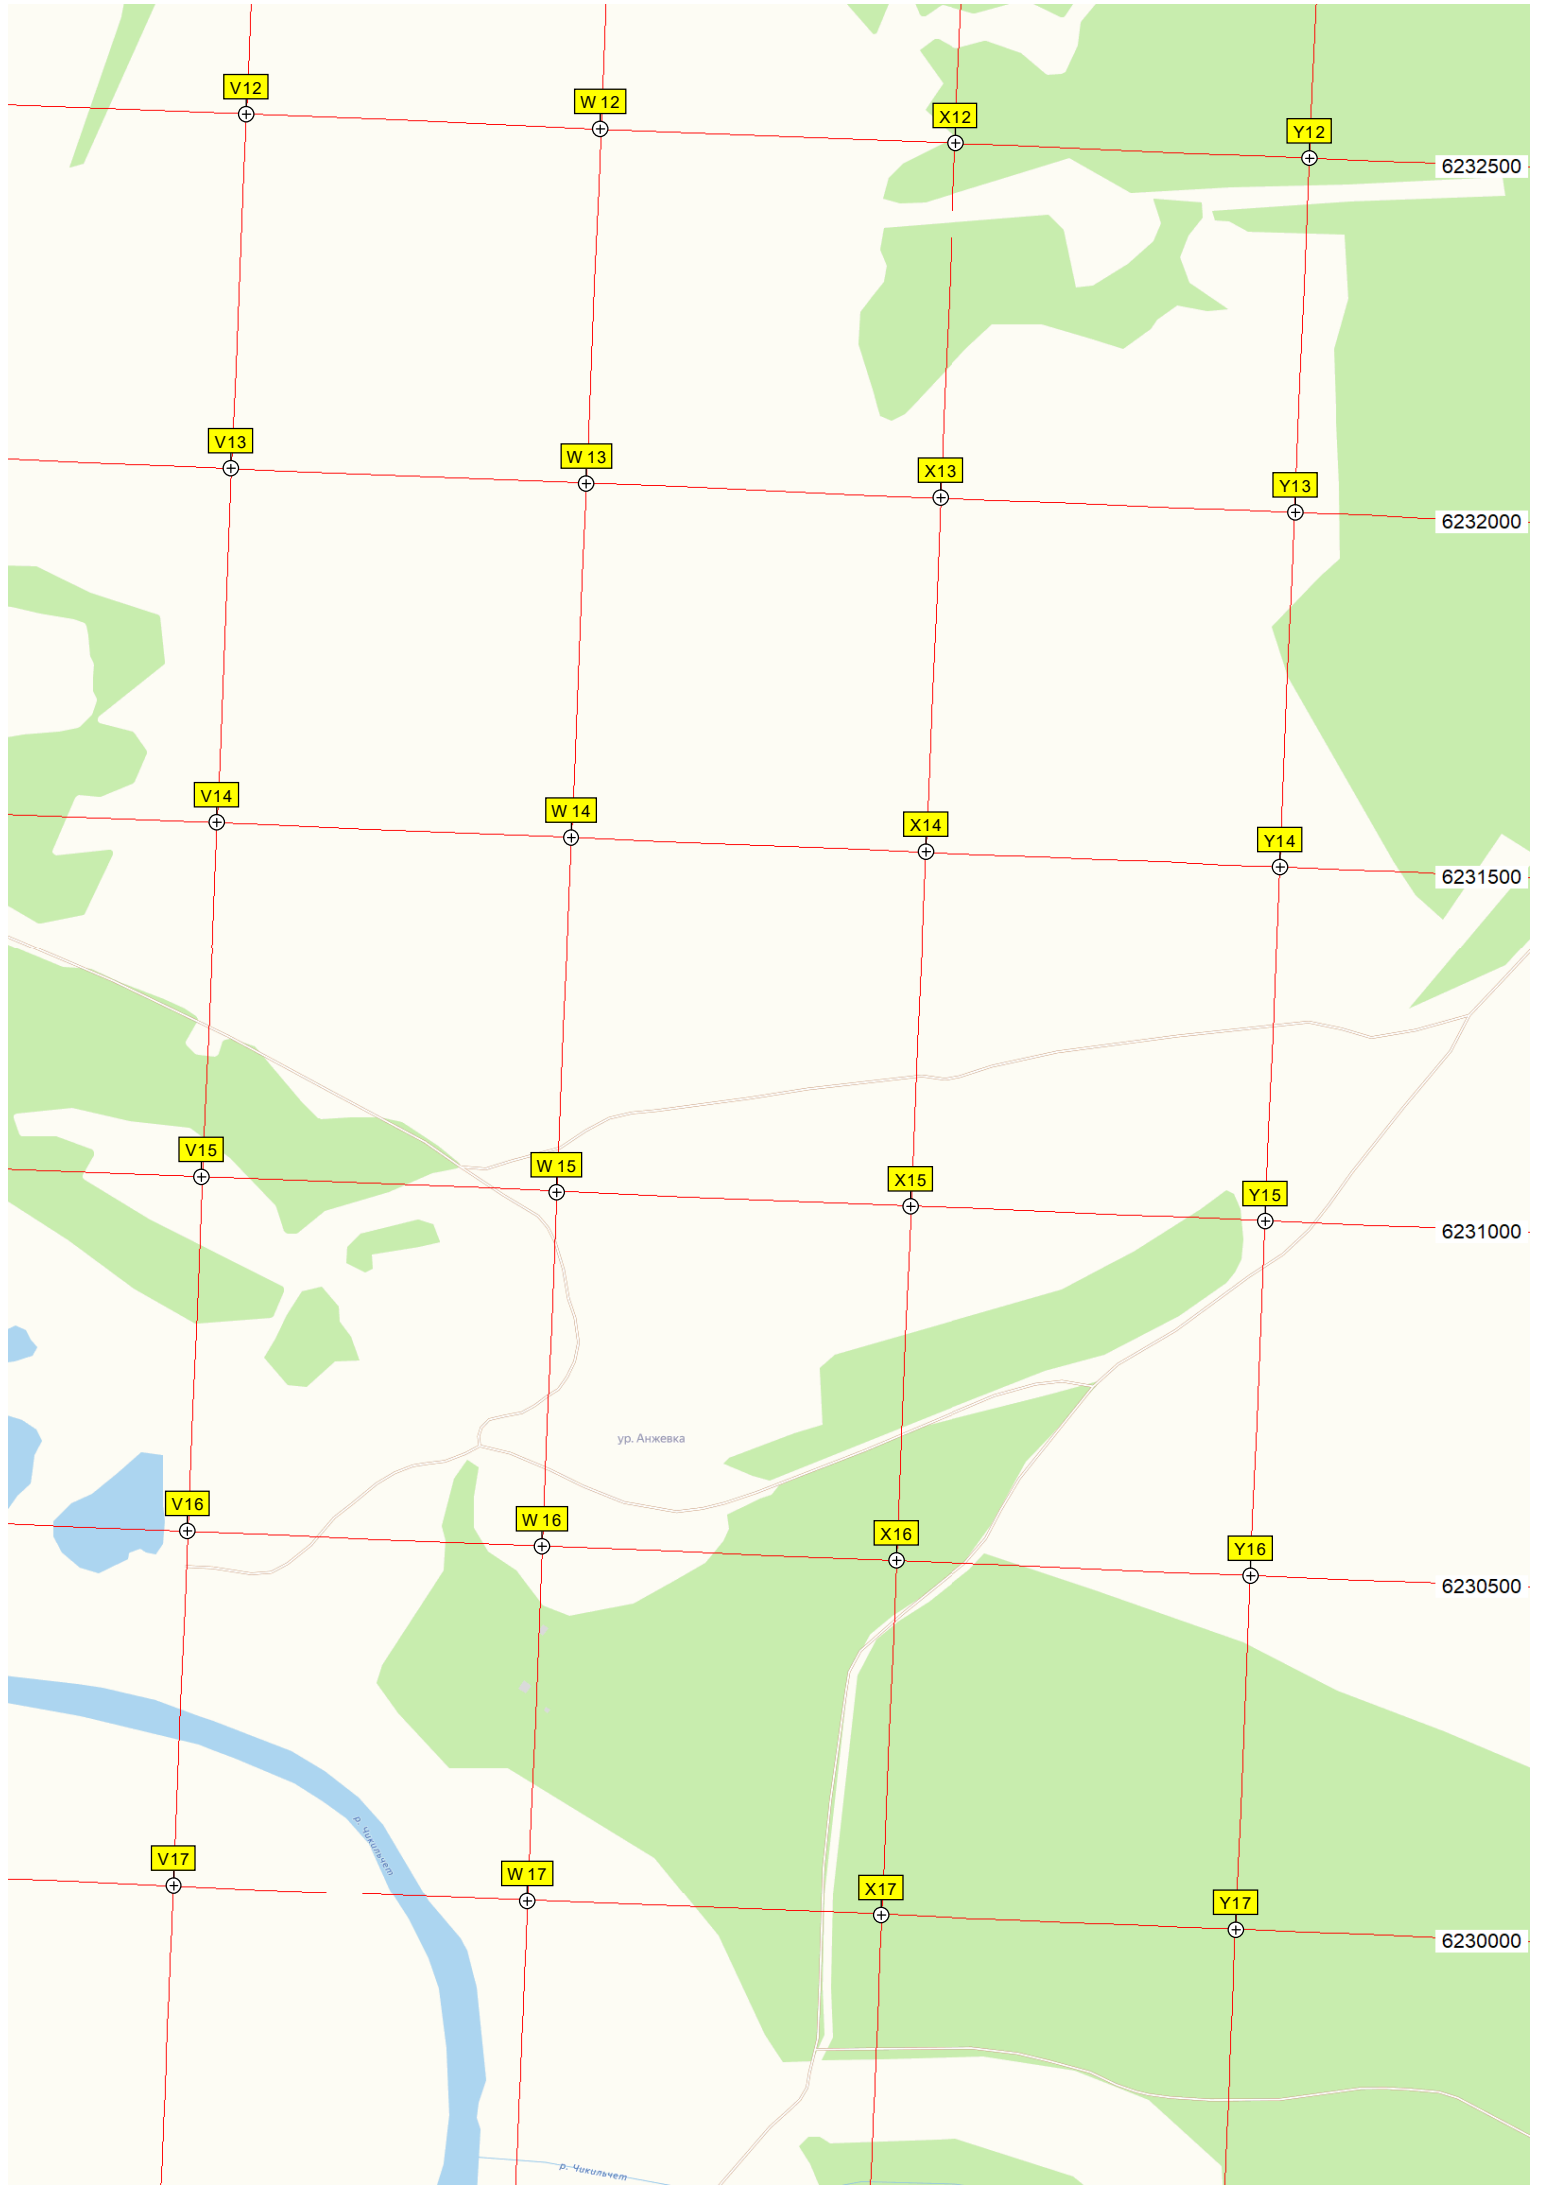 V12
W 12
X12
Y12
6232500
V13
W 13
X13
Y13
6232000
V14
W 14
X14
Y14
6231500
V15
W 15
X15
Y15
6231000
ур. Анжевка
V16
W 16
X16
Y16
6230500
р. Чикильчет
V17
W 17
X17
Y17
6230000
р. Чикильчет